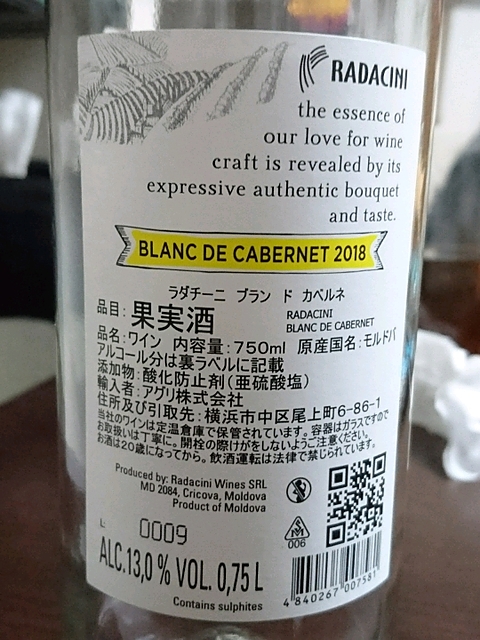 RADACINI
the essence of
our love for wine
craft is revealed by its
expressive authentic bouquet
and taste.
BLANC DE CABERNET 2018
ラダチーニ ブラン ド カベルネ
品目:果実酒
RADACINI
BLANC DE CABERNET
品名:ワイン 内容量:750ml 原産国名:モルドバ
アルコール分は裏ラベルに記載
添加物:酸化防止剤(亜硫酸塩)
輸入者:アグリ株式会社
住所及び引取先:横浜市中区尾上町6-86-1
当社のワインは定温倉庫で保管されています。容器はガラスですので
お取扱いは丁寧に。開栓の際けがをしないようご注意ください。
お酒は20歳になってから。飲酒運転は法律で禁じられています。
Produced by: Radacini Wines SRL
MD 2084, Cricova, Moldova
Product of Moldova
L: 0009
SM
006
ALC.13,0 % VOL. 0,75 L
Contains sulphites
4 840267 007581